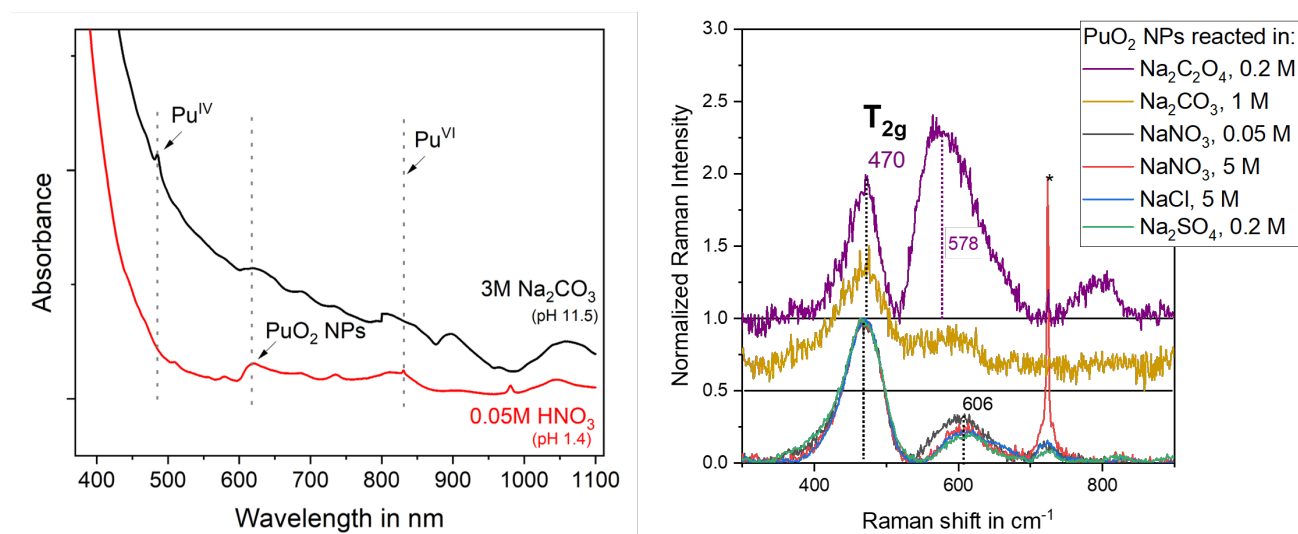 Absorbance
Pu^IV
Pu^VI
3M Na₂CO₃
(pH 11.5)
PuO₂ NPs
0.05M HNO₃
(pH 1.4)
400 500 600 700 800 900 1000 1100
Wavelength in nm
Normalized Raman Intensity
3.0
2.5
2.0
1.5
1.0
0.5
0.0
PuO₂ NPs reacted in:
Na₂C₂O₄, 0.2 M
Na₂CO₃, 1 M
NaNO₃, 0.05 M
NaNO₃, 5 M
NaCl, 5 M
Na₂SO₄, 0.2 M
T₂g
470
*
578
606
400 600 800
Raman shift in cm⁻¹